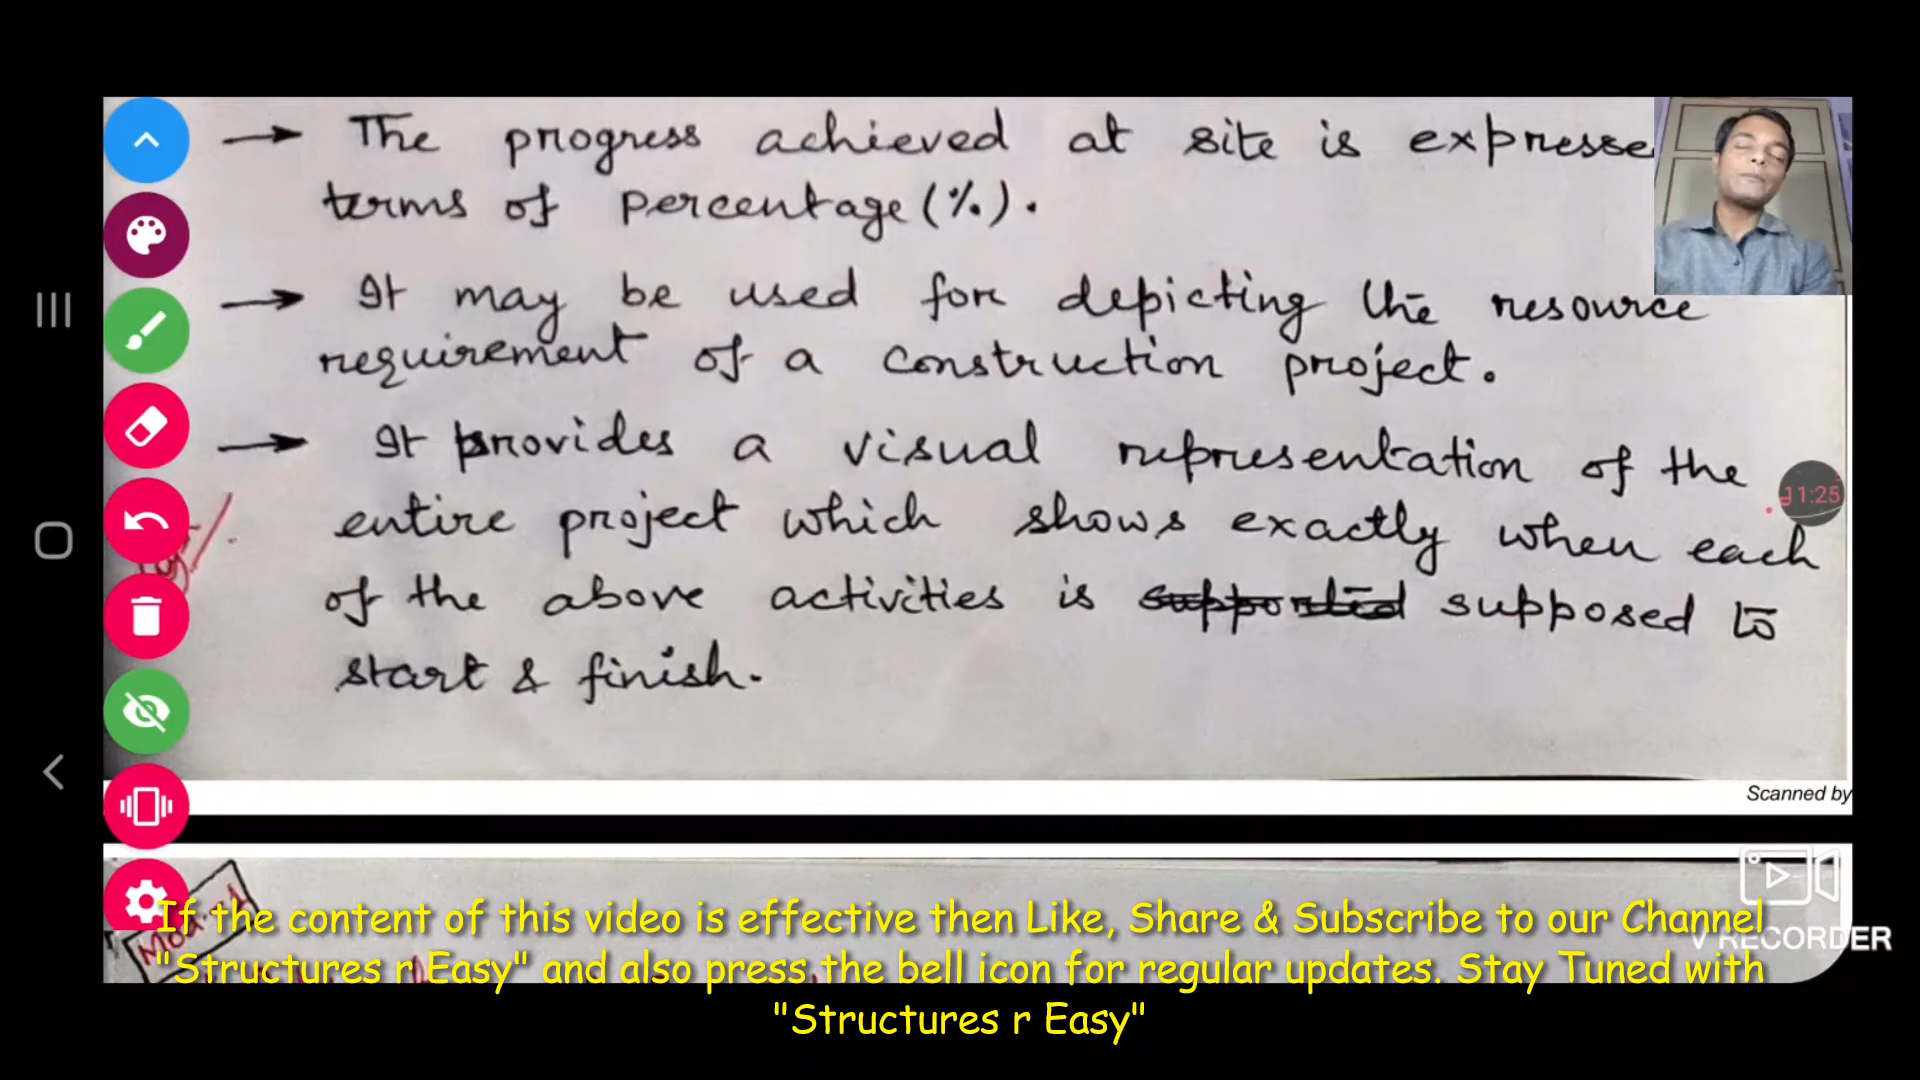 → The progress achieved at site is expresse
terms of percentage (%).
→ It may be used for depicting the resource
requirement of a construction project.
→ It provides a visual representation of the
entire project which shows exactly when each
of the above activities is supported supposed to
start & finish.
11:25
Scanned by
Modified
If the content of this video is effective then Like, Share & Subscribe to our Channel
"Structures r Easy" and also press the bell icon for regular updates. Stay Tuned with
"Structures r Easy"
V RECORDER